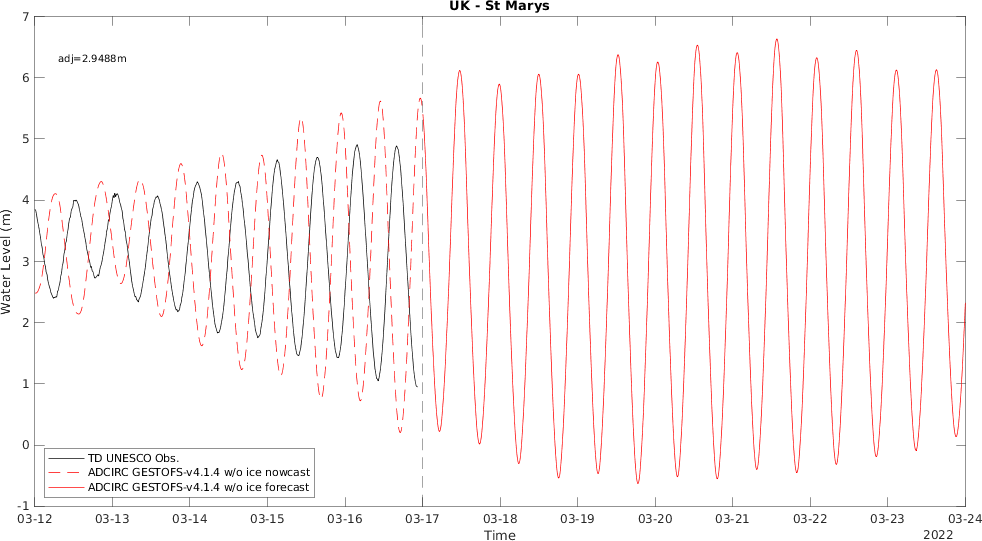 UK - St Marys
adj=2.9488m
Water Level (m)
7
6
5
4
3
2
1
0
-1
TD UNESCO Obs.
ADCIRC GESTOFS-v4.1.4 w/o ice nowcast
ADCIRC GESTOFS-v4.1.4 w/o ice forecast
03-12 03-13 03-14 03-15 03-16 03-17 03-18 03-19 03-20 03-21 03-22 03-23 03-24
Time
2022